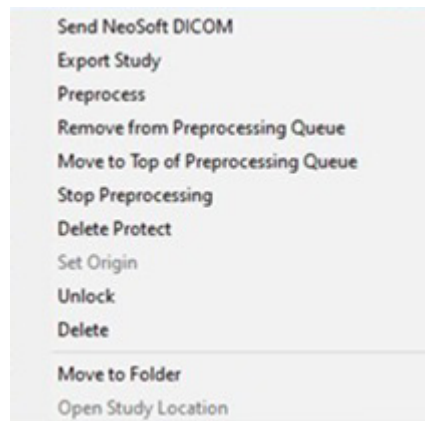 Send NeoSoft DICOM
Export Study
Preprocess
Remove from Preprocessing Queue
Move to Top of Preprocessing Queue
Stop Preprocessing
Delete Protect
Set Origin
Unlock
Delete
Move to Folder
Open Study Location